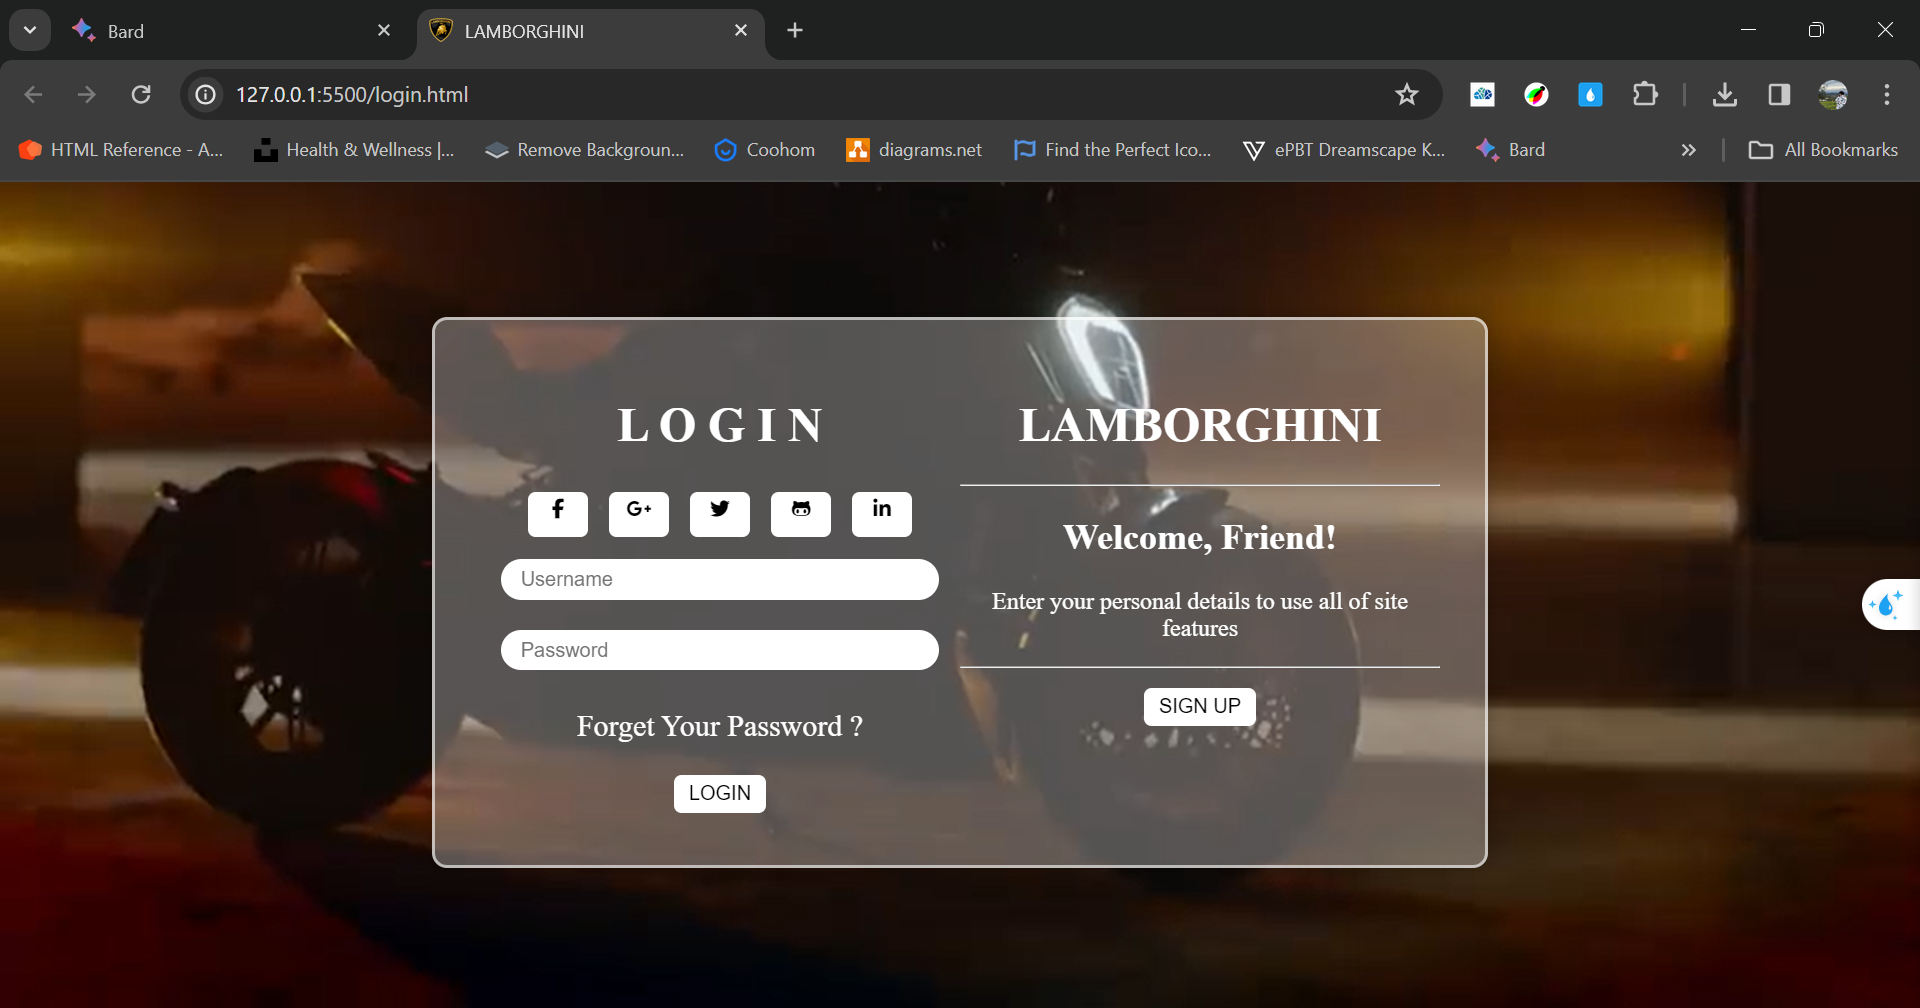 Bard
LAMBORGHINI
127.0.0.1:5500/login.html
HTML Reference - A...
Health & Wellness |...
Remove Backgroun...
Coohom
diagrams.net
Find the Perfect Ico...
ePBT Dreamscape K...
Bard
All Bookmarks
LOGIN
f
G+
in
Username
Password
Forget Your Password ?
LOGIN
LAMBORGHINI
Welcome, Friend!
Enter your personal details to use all of site
features
SIGN UP